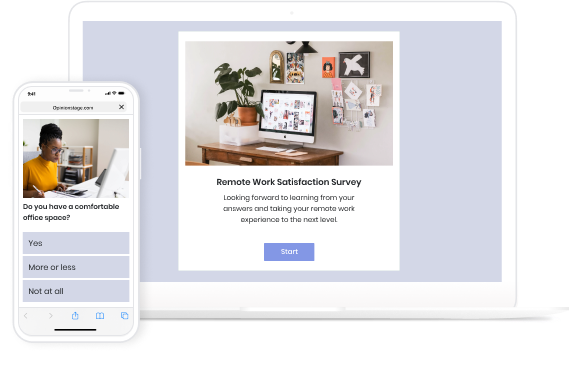 9:41
Opinionstage.com
Do you have a comfortable
office space?
Yes
More or less
Not at all
Remote Work Satisfaction Survey
Looking forward to learning from your
answers and taking your remote work
experience to the next level.
Start